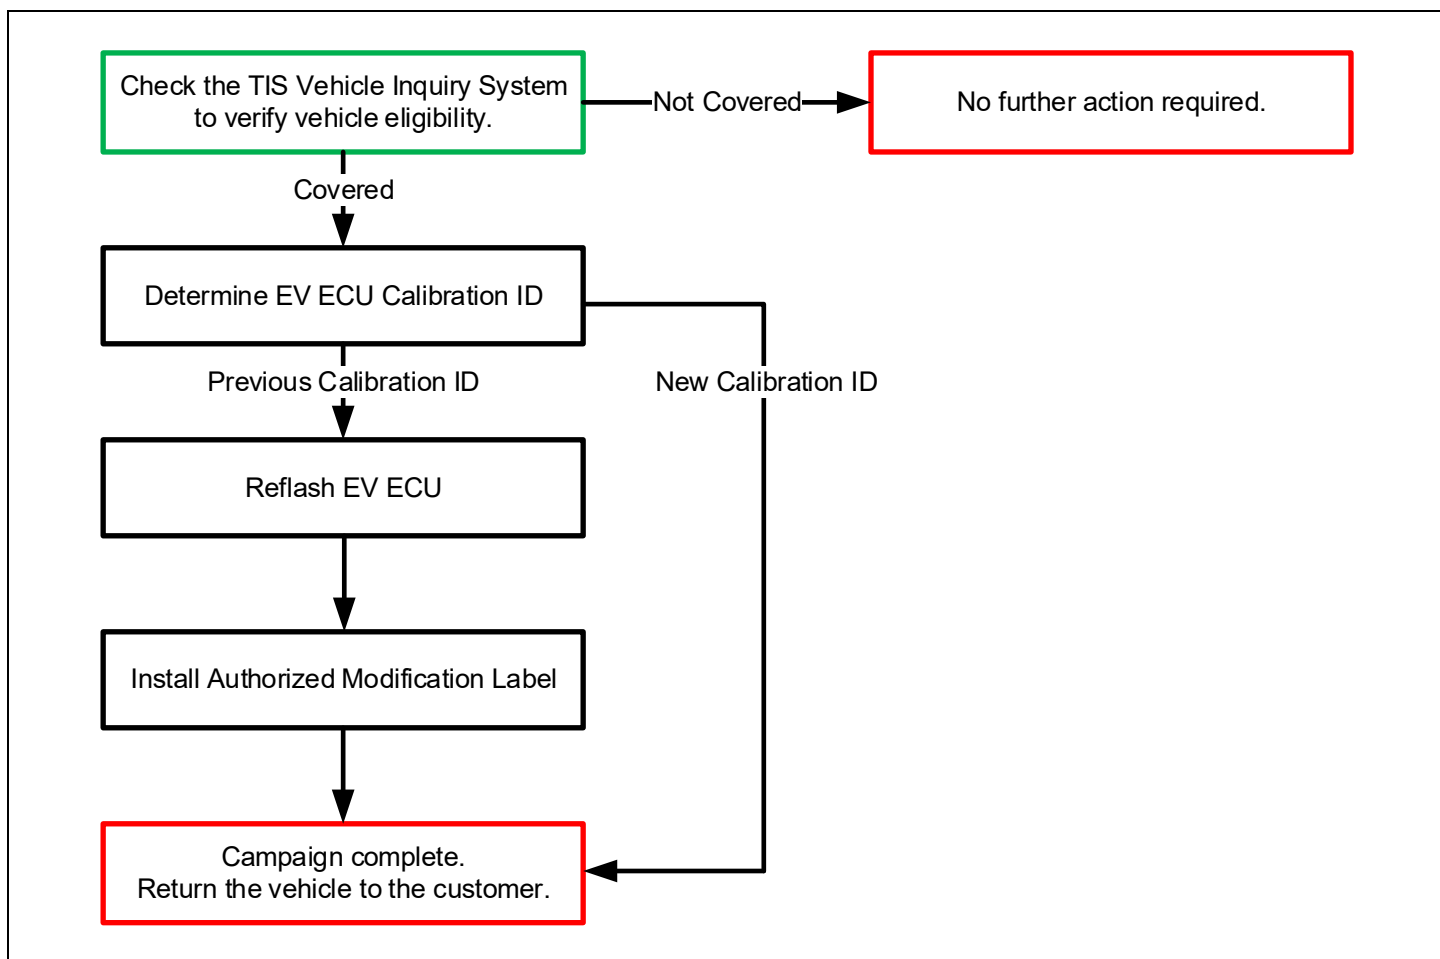 Check the TIS Vehicle Inquiry System
to verify vehicle eligibility.
Not Covered
No further action required.
Covered
Determine EV ECU Calibration ID
Previous Calibration ID
New Calibration ID
Reflash EV ECU
Install Authorized Modification Label
Campaign complete.
Return the vehicle to the customer.